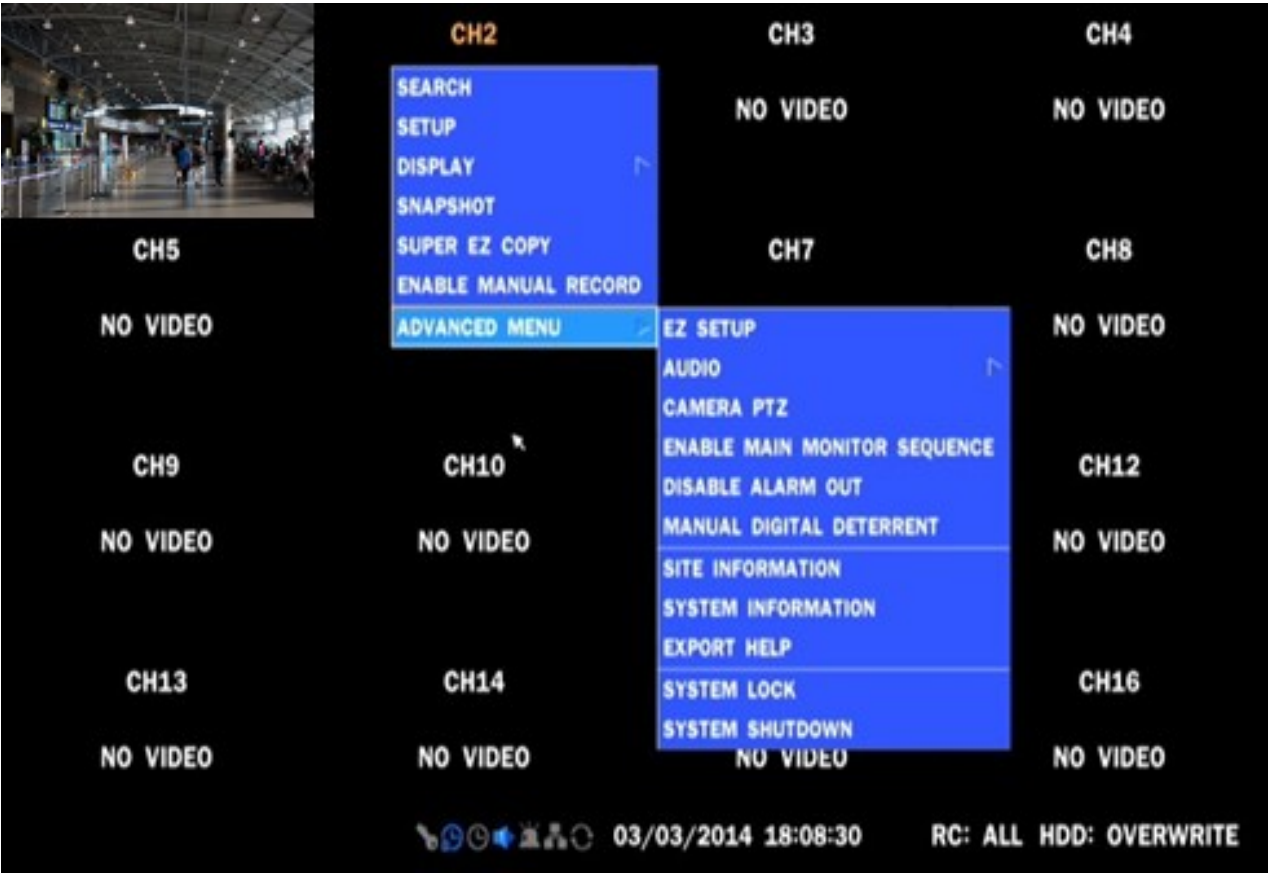 CH2
CH3
CH4
SEARCH
SETUP
DISPLAY
SNAPSHOT
SUPER EZ COPY
ENABLE MANUAL RECORD
ADVANCED MENU
NO VIDEO
NO VIDEO
CH5
CH7
CH8
NO VIDEO
NO VIDEO
EZ SETUP
AUDIO
CAMERA PTZ
ENABLE MAIN MONITOR SEQUENCE
DISABLE ALARM OUT
MANUAL DIGITAL DETERRENT
SITE INFORMATION
SYSTEM INFORMATION
EXPORT HELP
SYSTEM LOCK
SYSTEM SHUTDOWN
CH9
CH10
CH12
NO VIDEO
NO VIDEO
NO VIDEO
CH13
CH14
CH16
NO VIDEO
NO VIDEO
NO VIDEO
NO VIDEO
03/03/2014 18:08:30
RC: ALL HDD: OVERWRITE